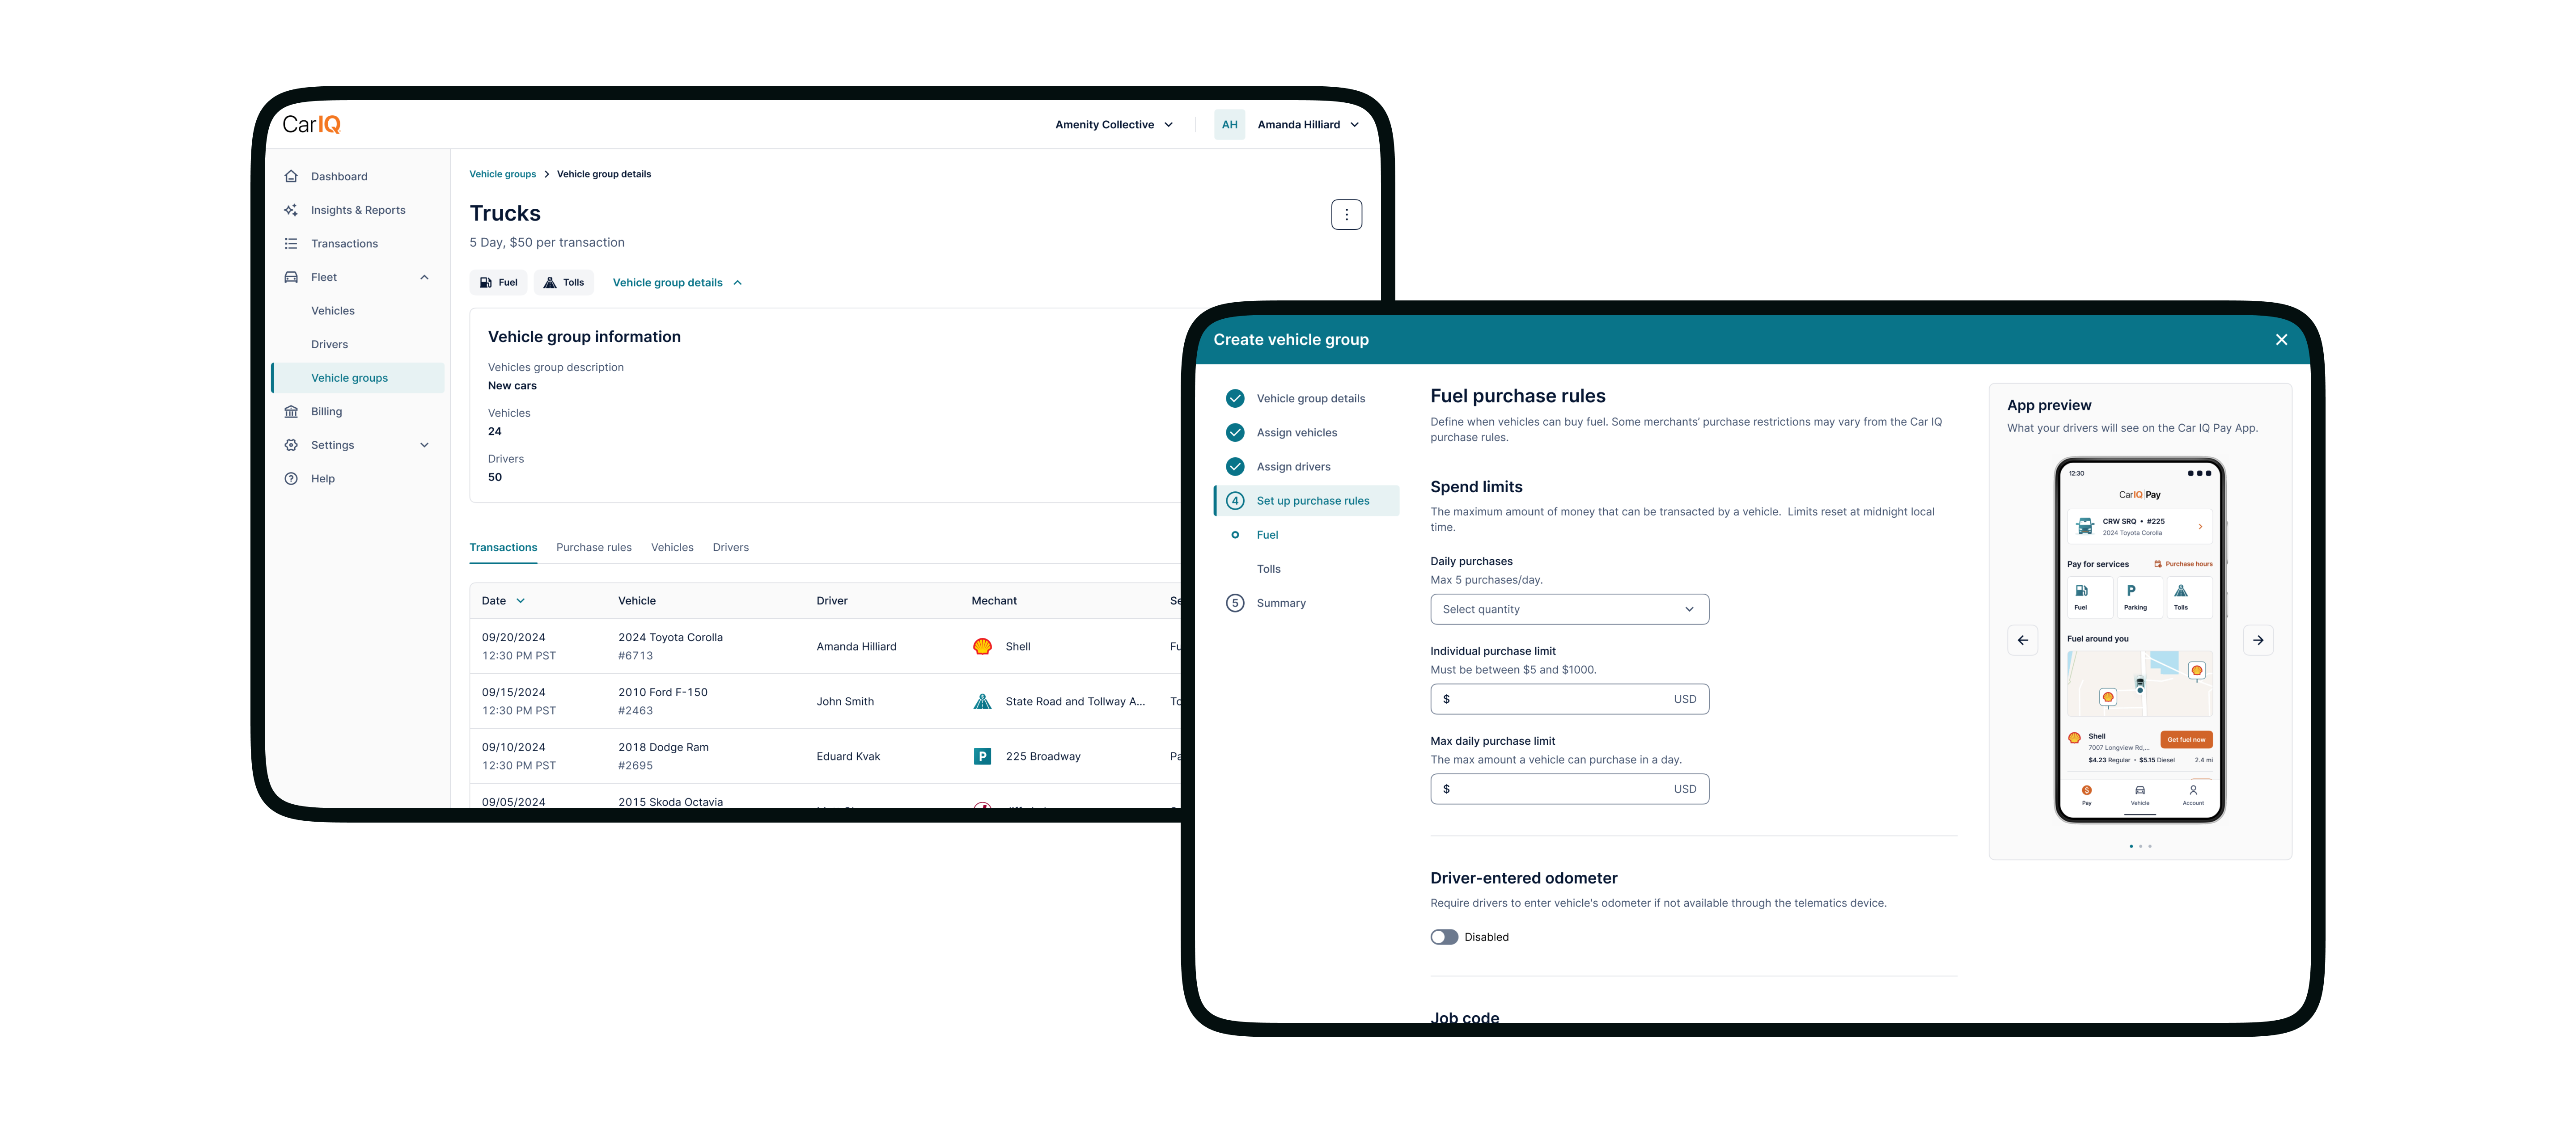 CarIQ
Amenity Collective
AH
Amanda Hilliard
Dashboard
Insights & Reports
Transactions
Fleet
Vehicles
Drivers
Vehicle groups
Billing
Settings
Help
Vehicle groups > Vehicle group details
Trucks
5 Day, $50 per transaction
Fuel
Tolls
Vehicle group details
Vehicle group information
Vehicles group description
New cars
Vehicles
24
Drivers
50
Transactions Purchase rules Vehicles Drivers
Date Vehicle Driver Mechant
09/20/2024 2024 Toyota Corolla Amanda Hilliard Shell
12:30 PM PST #6713
09/15/2024 2010 Ford F-150 John Smith State Road and Tollway A...
12:30 PM PST #2463
09/10/2024 2018 Dodge Ram Eduard Kvak P 225 Broadway
12:30 PM PST #2695
09/05/2024 2015 Skoda Octavia
Create vehicle group
Vehicle group details
Assign vehicles
Assign drivers
4 Set up purchase rules
Fuel
Tolls
5 Summary
Fuel purchase rules
Define when vehicles can buy fuel. Some merchants’ purchase restrictions may vary from the Car IQ
purchase rules.
Spend limits
The maximum amount of money that can be transacted by a vehicle. Limits reset at midnight local
time.
Daily purchases
Max 5 purchases/day.
Select quantity
Individual purchase limit
Must be between $5 and $1000.
$ USD
Max daily purchase limit
The max amount a vehicle can purchase in a day.
$ USD
Driver-entered odometer
Require drivers to enter vehicle's odometer if not available through the telematics device.
Disabled
Job code
App preview
What your drivers will see on the Car IQ Pay App.
12:30
CarIQ Pay
CRW SRQ • #225
2024 Toyota Corolla
Pay for services Purchase hours
P
Fuel Parking Tolls
Fuel around you
Shell
7007 Longview Rd,...
Get fuel now
$4.23 Regular • $5.15 Diesel 2.4 mi
$
Pay Vehicle Account